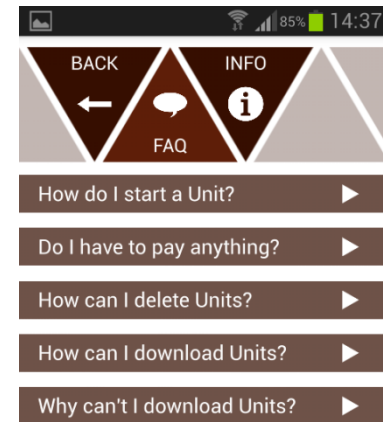 85% 14:37
BACK INFO
FAQ
How do I start a Unit?
Do I have to pay anything?
How can I delete Units?
How can I download Units?
Why can't I download Units?